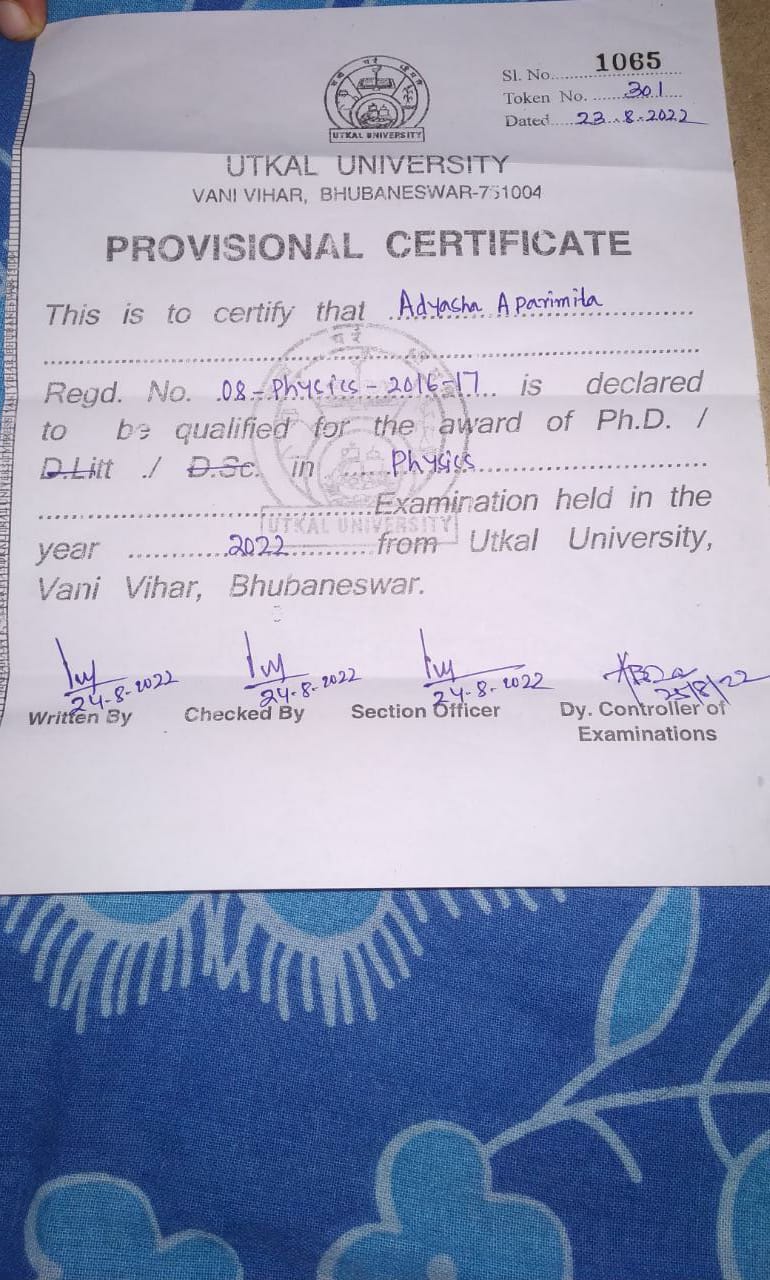 UTKAL UNIVERSITY
Sl. No. 1065
Token No. 301
Dated 23.8.2022
UTKAL UNIVERSITY
VANI VIHAR, BHUBANESWAR-751004
PROVISIONAL CERTIFICATE
This is to certify that Adyasha Aparimita
Regd. No. 08-Physics-2016-17 is declared
to be qualified for the award of Ph.D. /
D.Litt ./ D.Sc. in Physics
Examination held in the
UTKAL UNIVERSITY
year 2022 from Utkal University,
Vani Vihar, Bhubaneswar.
24-8-2022 24-8-2022 24-8-2022 25/8/22
Written By Checked By Section Officer Dy. Controller of
Examinations